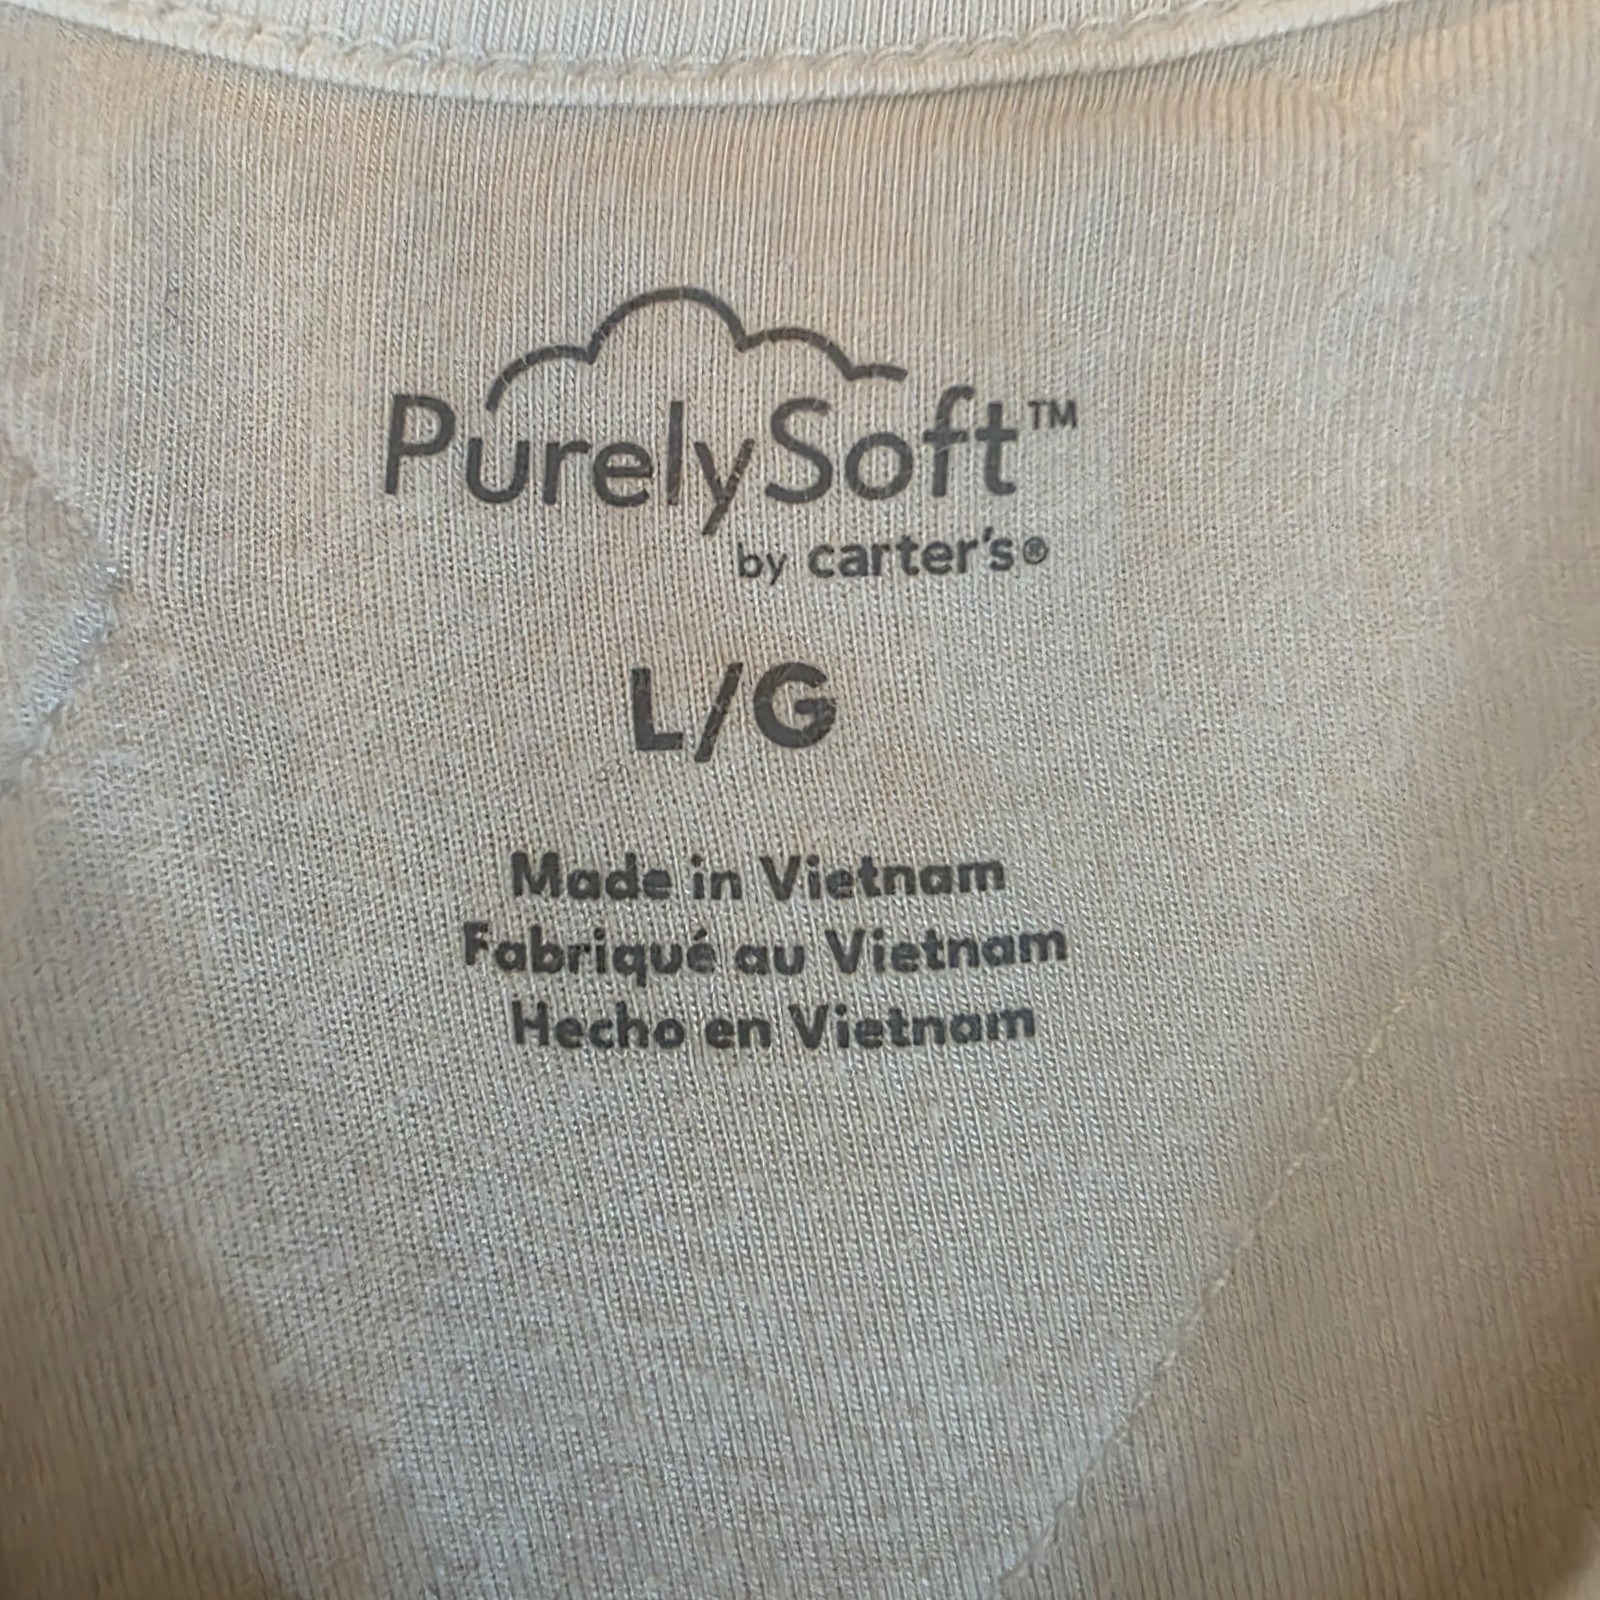 PurelySoft™
by carter's®
L/G
Made in Vietnam
Fabriqué au Vietnam
Hecho en Vietnam